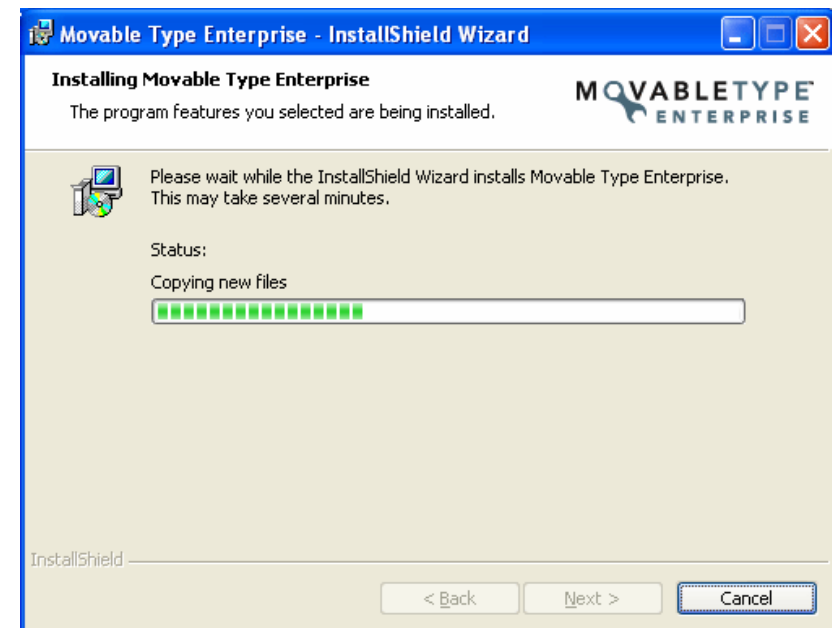 Movable Type Enterprise - InstallShield Wizard
Installing Movable Type Enterprise
The program features you selected are being installed.
MOVABLETYPE
ENTERPRISE
Please wait while the InstallShield Wizard installs Movable Type Enterprise.
This may take several minutes.
Status:
Copying new files
InstallShield
< Back
Next >
Cancel